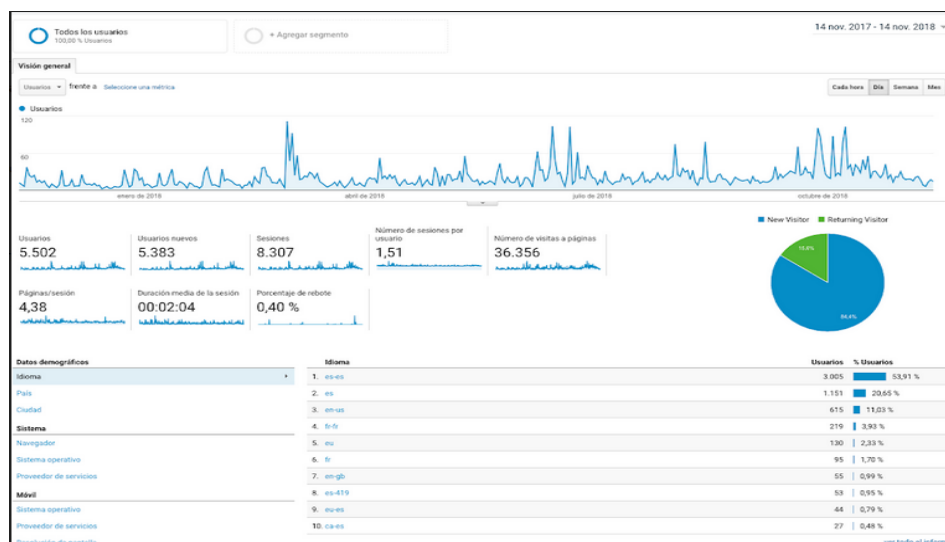 Todos los usuarios
100,00 % Usuarios
+ Agregar segmento
14 nov. 2017 - 14 nov. 2018
Visión general
Usuarios frente a Seleccione una métrica
Cada hora Día Semana Mes
Usuarios
120
60
enero de 2018 abril de 2018 julio de 2018 octubre de 2018
New Visitor Returning Visitor
Usuarios
5.502
Usuarios nuevos
5.383
Sesiones
8.307
Número de sesiones por
usuario
1,51
Número de visitas a páginas
36.356
Páginas/sesión
4,38
Duración media de la sesión
00:02:04
Porcentaje de rebote
0,40 %
15,6%
84,4%
Datos demográficos
Idioma
País
Ciudad
Sistema
Navegador
Sistema operativo
Proveedor de servicios
Móvil
Sistema operativo
Proveedor de servicios
Idioma Usuarios % Usuarios
1. es-es 3.005 53,91 %
2. es 1.151 20,65 %
3. en-us 615 11,03 %
4. fr-fr 219 3,93 %
5. eu 130 2,33 %
6. fr 95 1,70 %
7. en-gb 55 0,99 %
8. es-419 53 0,95 %
9. eu-es 44 0,79 %
10. ca-es 27 0,48 %